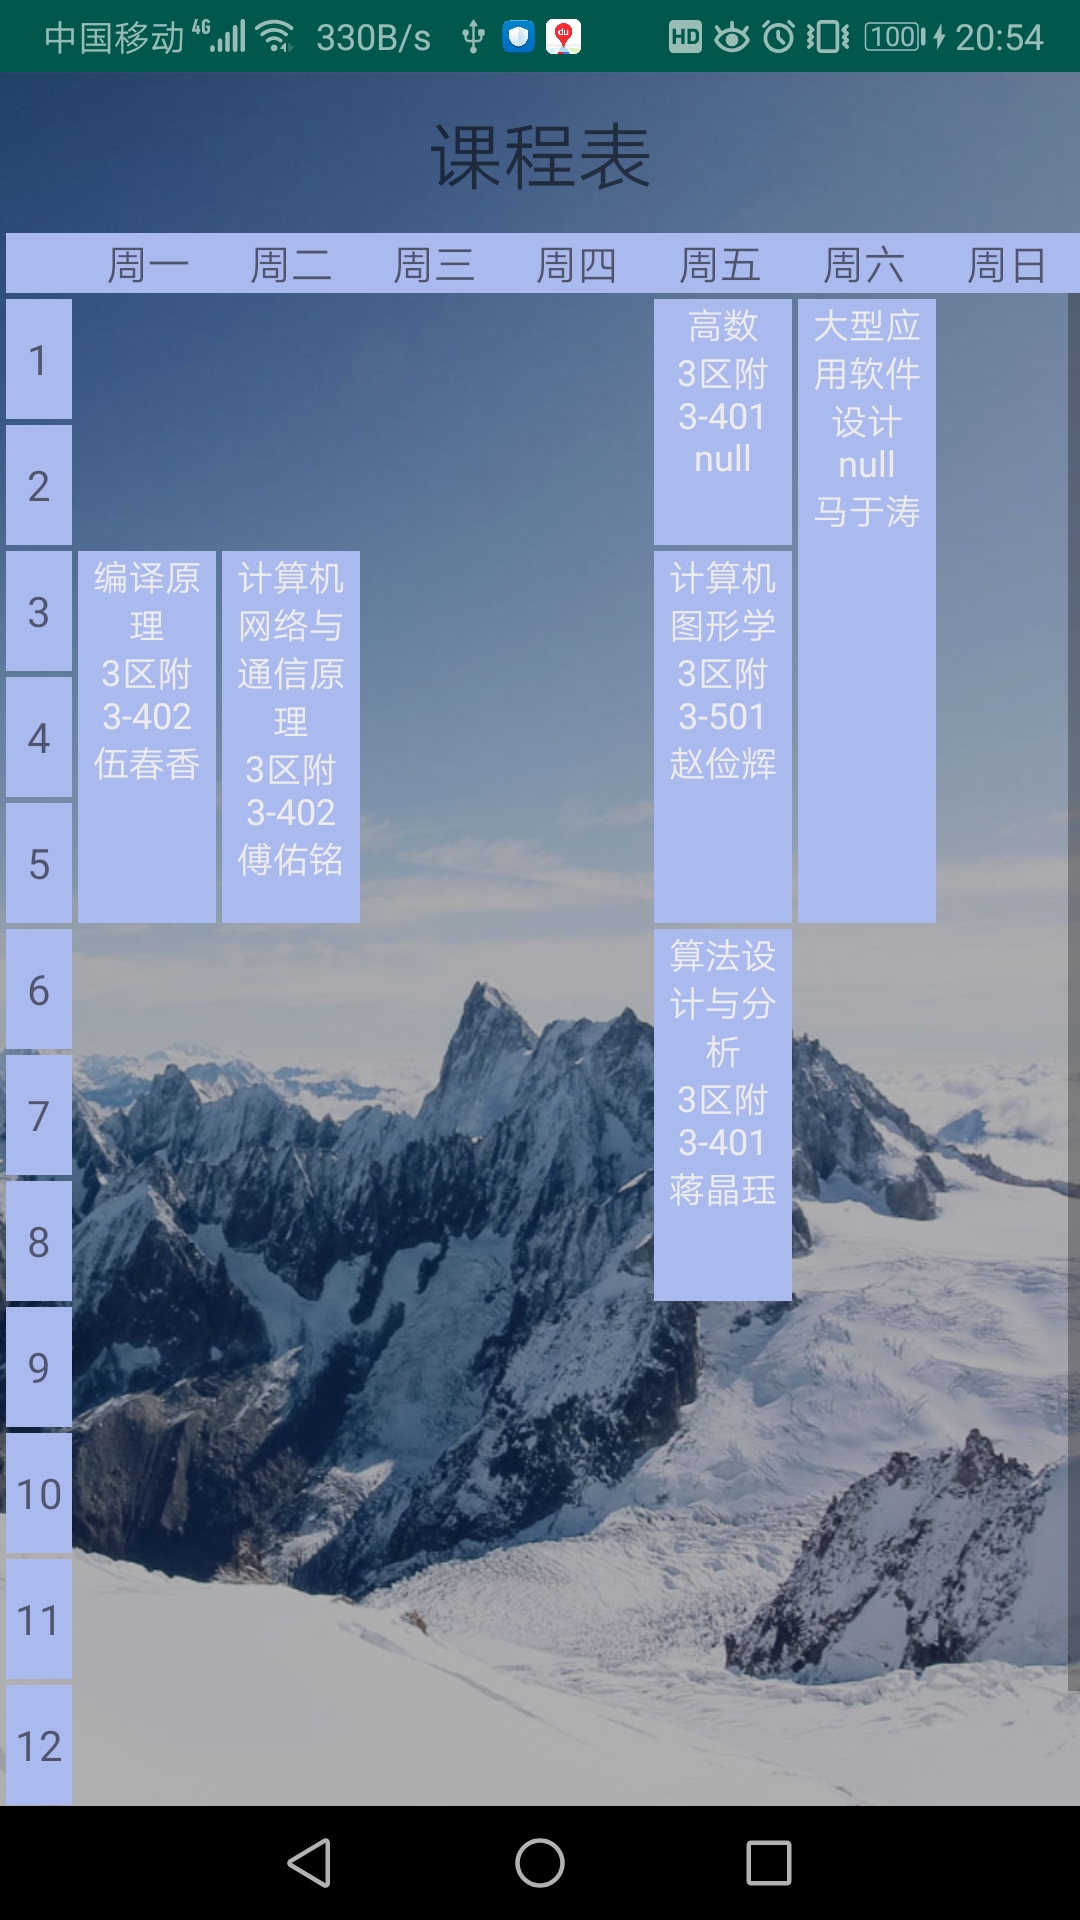 中国移动 4G 330B/s HD 100 20:54
课程表
周一 周二 周三 周四 周五 周六 周日
1
2
3
4
5
6
7
8
9
10
11
12
编译原
理
3区附
3-402
伍春香
计算机
网络与
通信原
理
3区附
3-402
傅佑铭
高数
3区附
3-401
null
计算机
图形学
3区附
3-501
赵俭辉
算法设
计与分
析
3区附
3-401
蒋晶珏
大型应
用软件
设计
null
马于涛